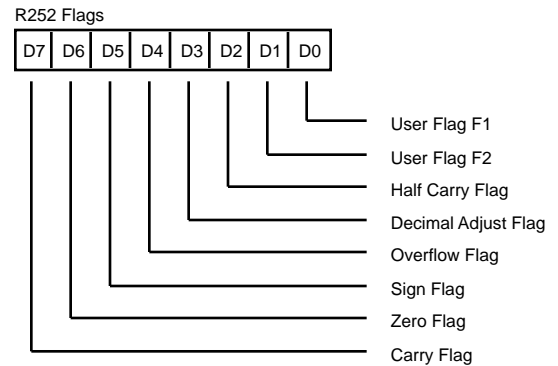 R252 Flags
D7 D6 D5 D4 D3 D2 D1 D0
User Flag F1
User Flag F2
Half Carry Flag
Decimal Adjust Flag
Overflow Flag
Sign Flag
Zero Flag
Carry Flag